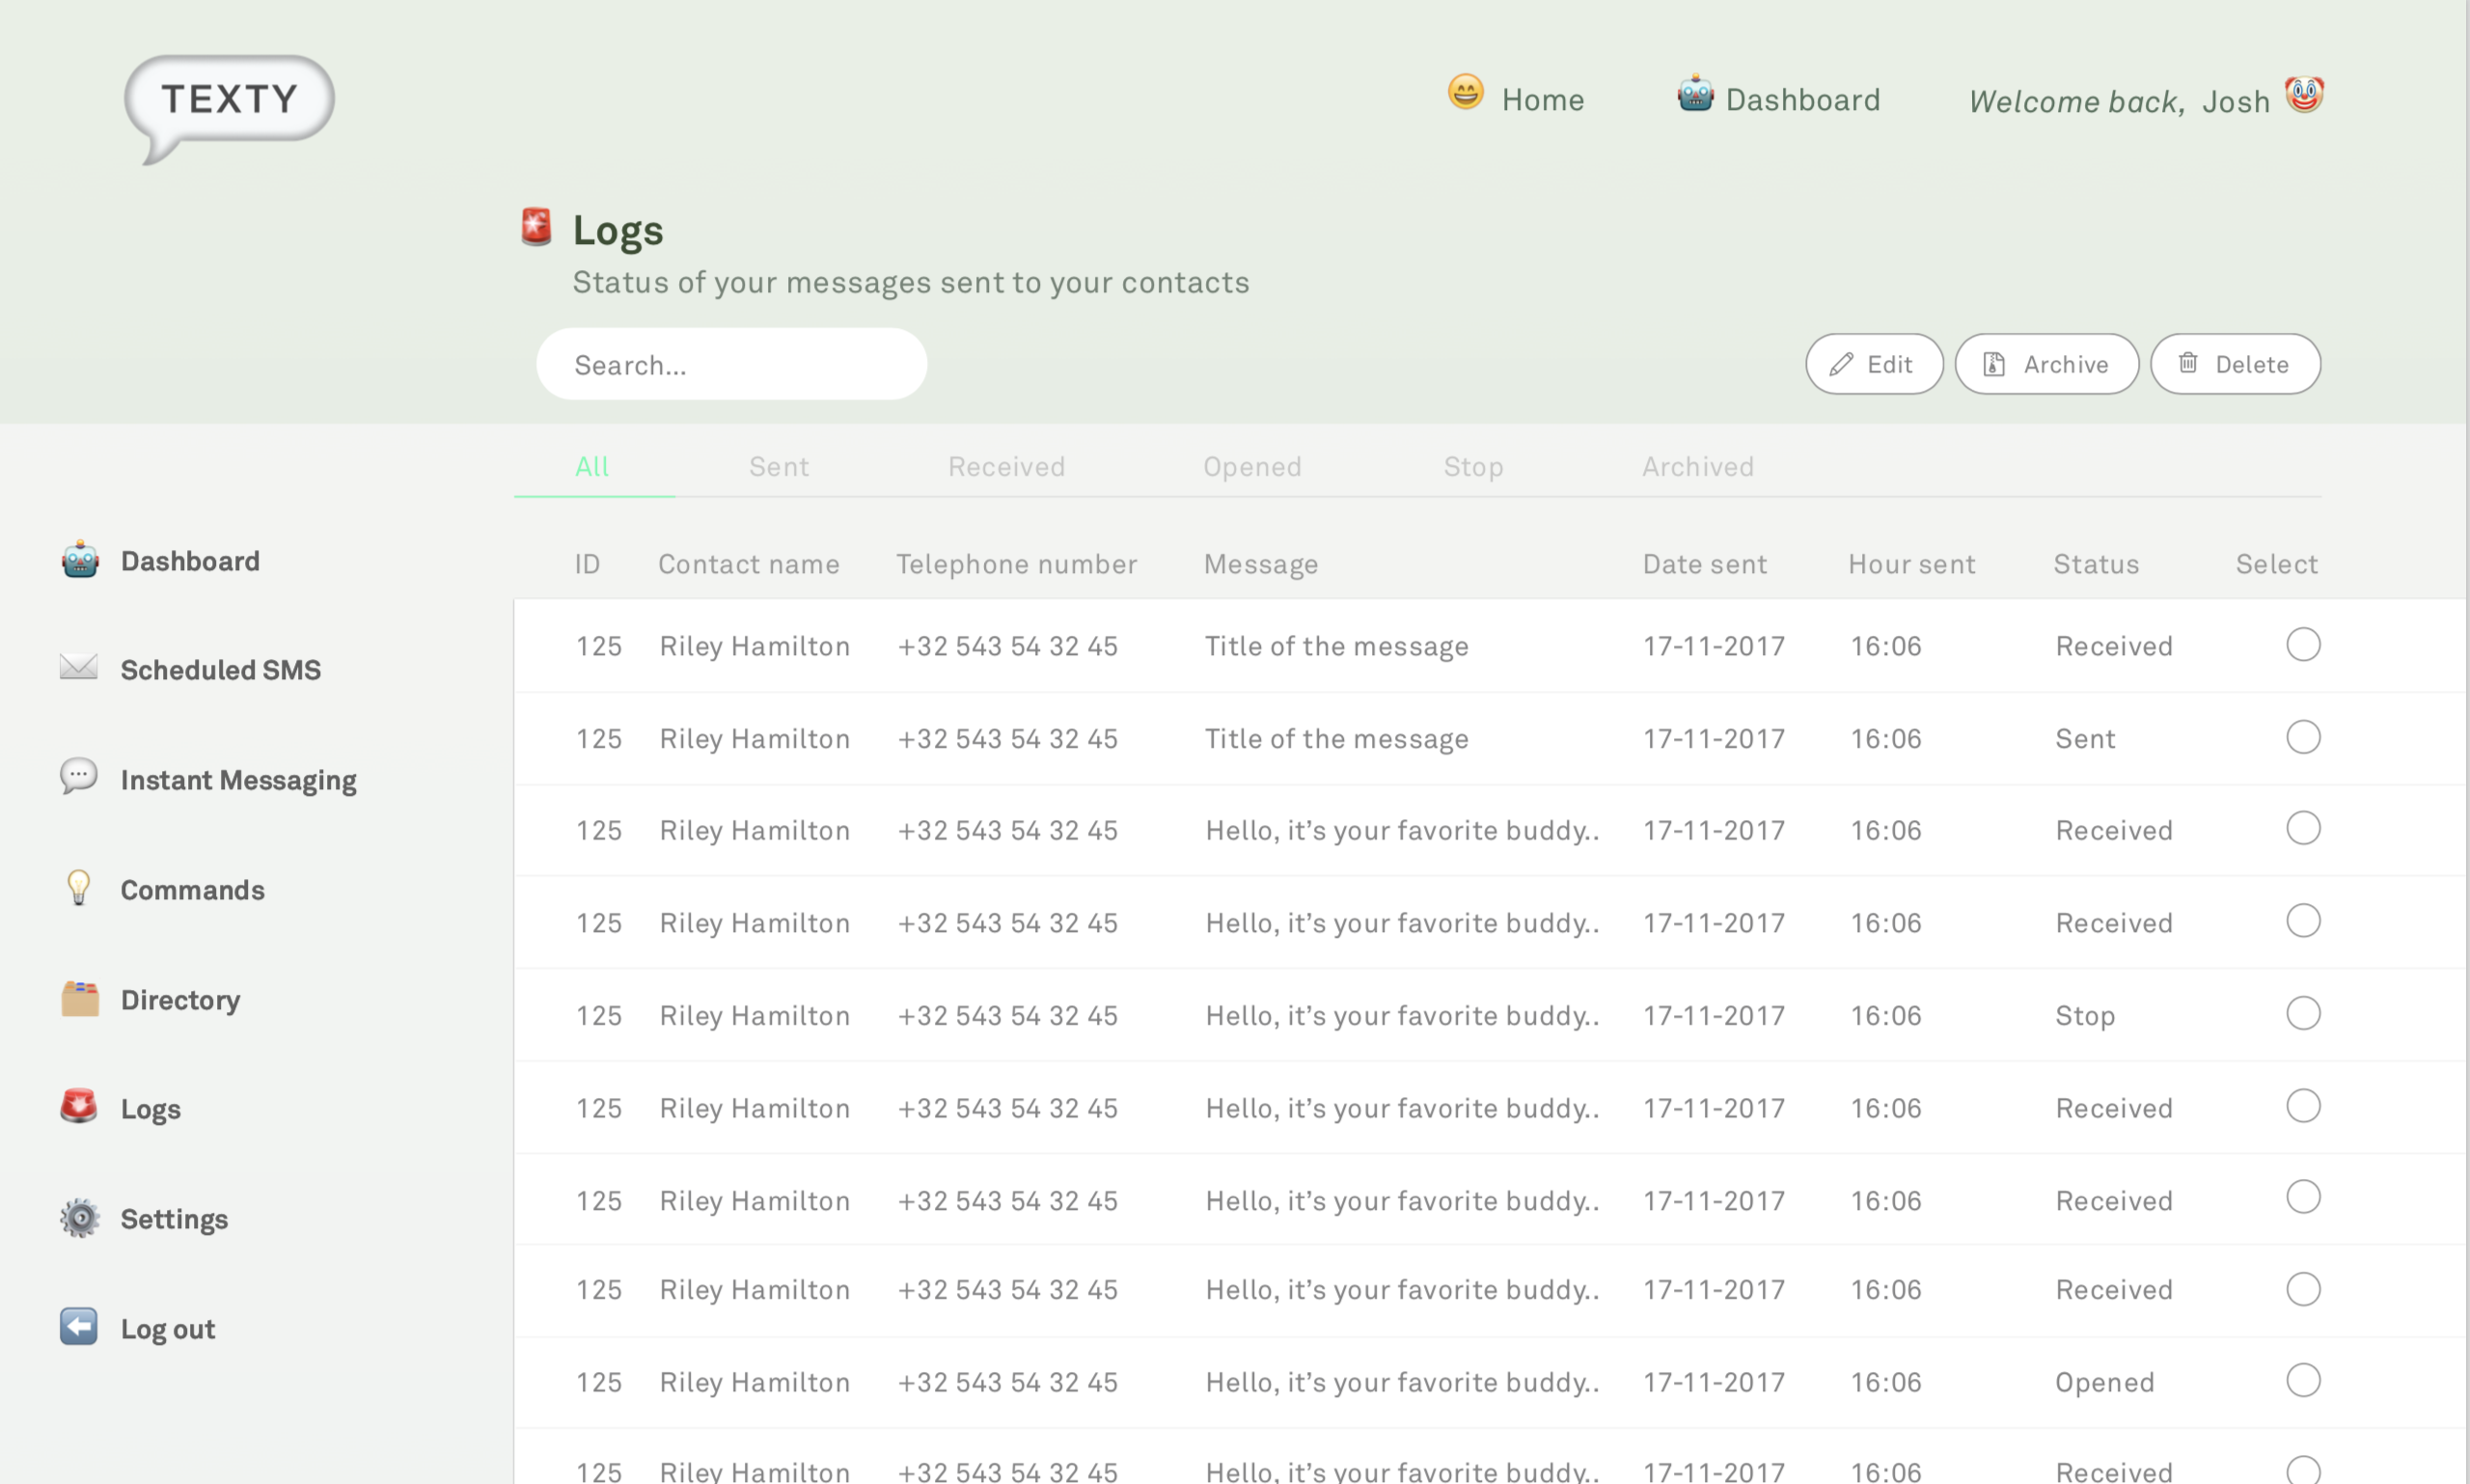 TEXTY
Home Dashboard Welcome back, Josh
Logs
Status of your messages sent to your contacts
Search...
Edit Archive Delete
All Sent Received Opened Stop Archived
Dashboard
Scheduled SMS
Instant Messaging
Commands
Directory
Logs
Settings
Log out
ID Contact name Telephone number Message Date sent Hour sent Status Select
125 Riley Hamilton +32 543 54 32 45 Title of the message 17-11-2017 16:06 Received
125 Riley Hamilton +32 543 54 32 45 Title of the message 17-11-2017 16:06 Sent
125 Riley Hamilton +32 543 54 32 45 Hello, it’s your favorite buddy.. 17-11-2017 16:06 Received
125 Riley Hamilton +32 543 54 32 45 Hello, it’s your favorite buddy.. 17-11-2017 16:06 Received
125 Riley Hamilton +32 543 54 32 45 Hello, it’s your favorite buddy.. 17-11-2017 16:06 Stop
125 Riley Hamilton +32 543 54 32 45 Hello, it’s your favorite buddy.. 17-11-2017 16:06 Received
125 Riley Hamilton +32 543 54 32 45 Hello, it’s your favorite buddy.. 17-11-2017 16:06 Received
125 Riley Hamilton +32 543 54 32 45 Hello, it’s your favorite buddy.. 17-11-2017 16:06 Received
125 Riley Hamilton +32 543 54 32 45 Hello, it’s your favorite buddy.. 17-11-2017 16:06 Opened
125 Riley Hamilton +32 543 54 32 45 Hello, it’s your favorite buddy.. 17-11-2017 16:06 Received